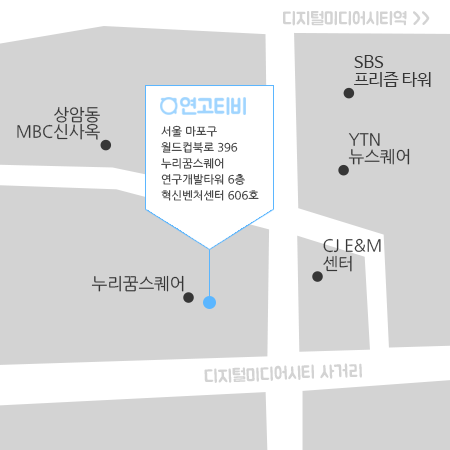 디지털미디어시티역 >>
SBS
프리즘 타워
상암동
MBC신사옥
연고티비
서울 마포구
월드컵북로 396
누리꿈스퀘어
연구개발타워 6층
혁신벤처센터 606호
YTN
뉴스퀘어
CJ E&M
센터
누리꿈스퀘어
디지털미디어시티 사거리